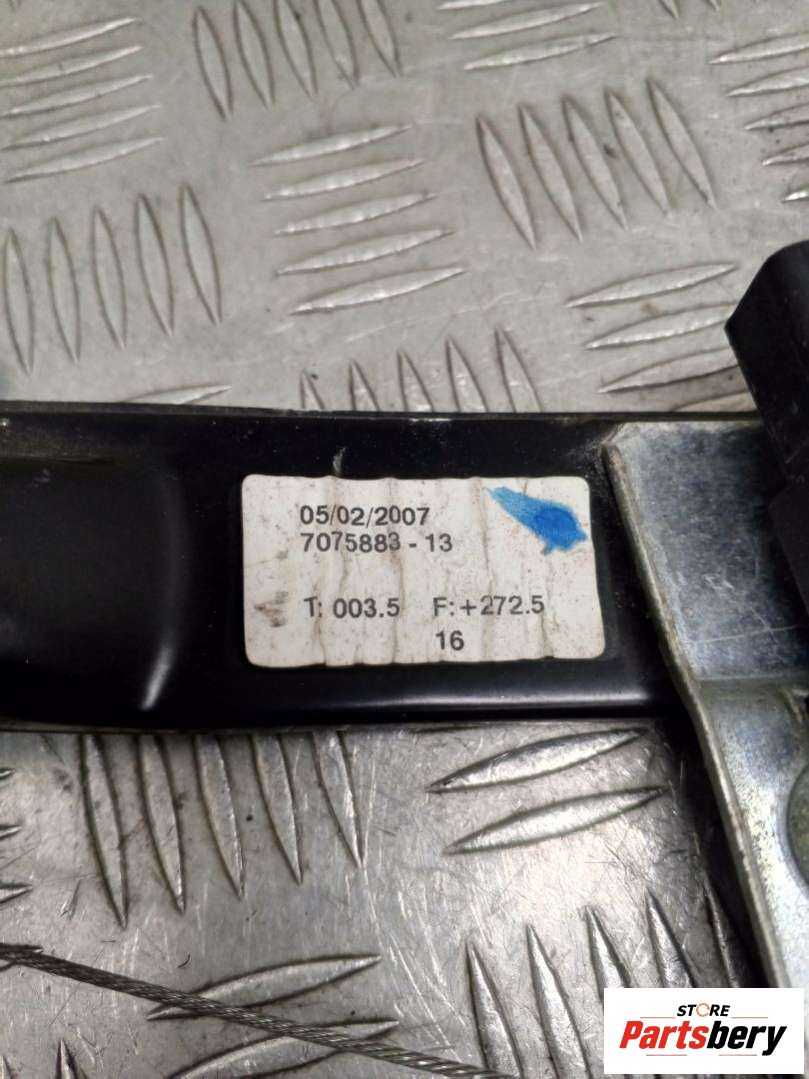 05/02/2007
7075883 - 13
T: 003.5 F: +272.5
16
STORE
Partsbery